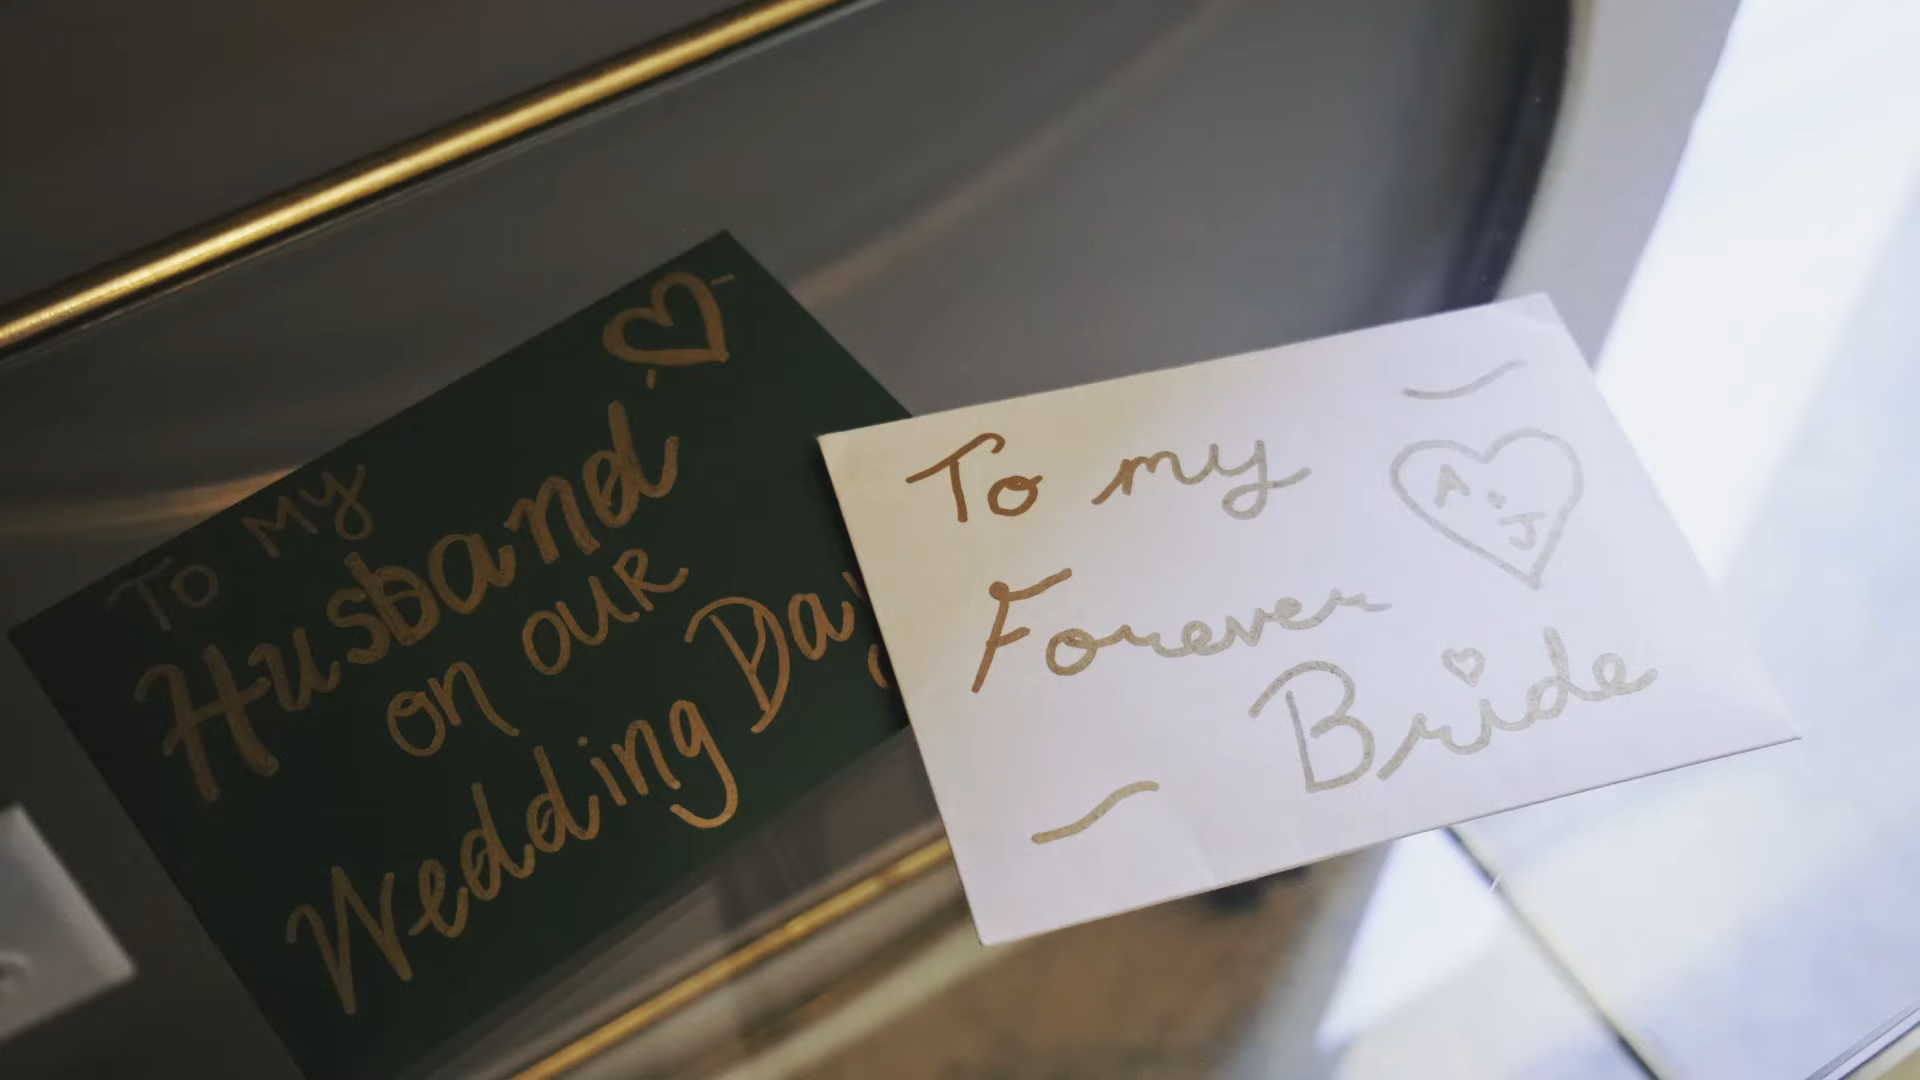 To My
Husband
on our
Wedding Day
To my
Forever
Bride
A + J